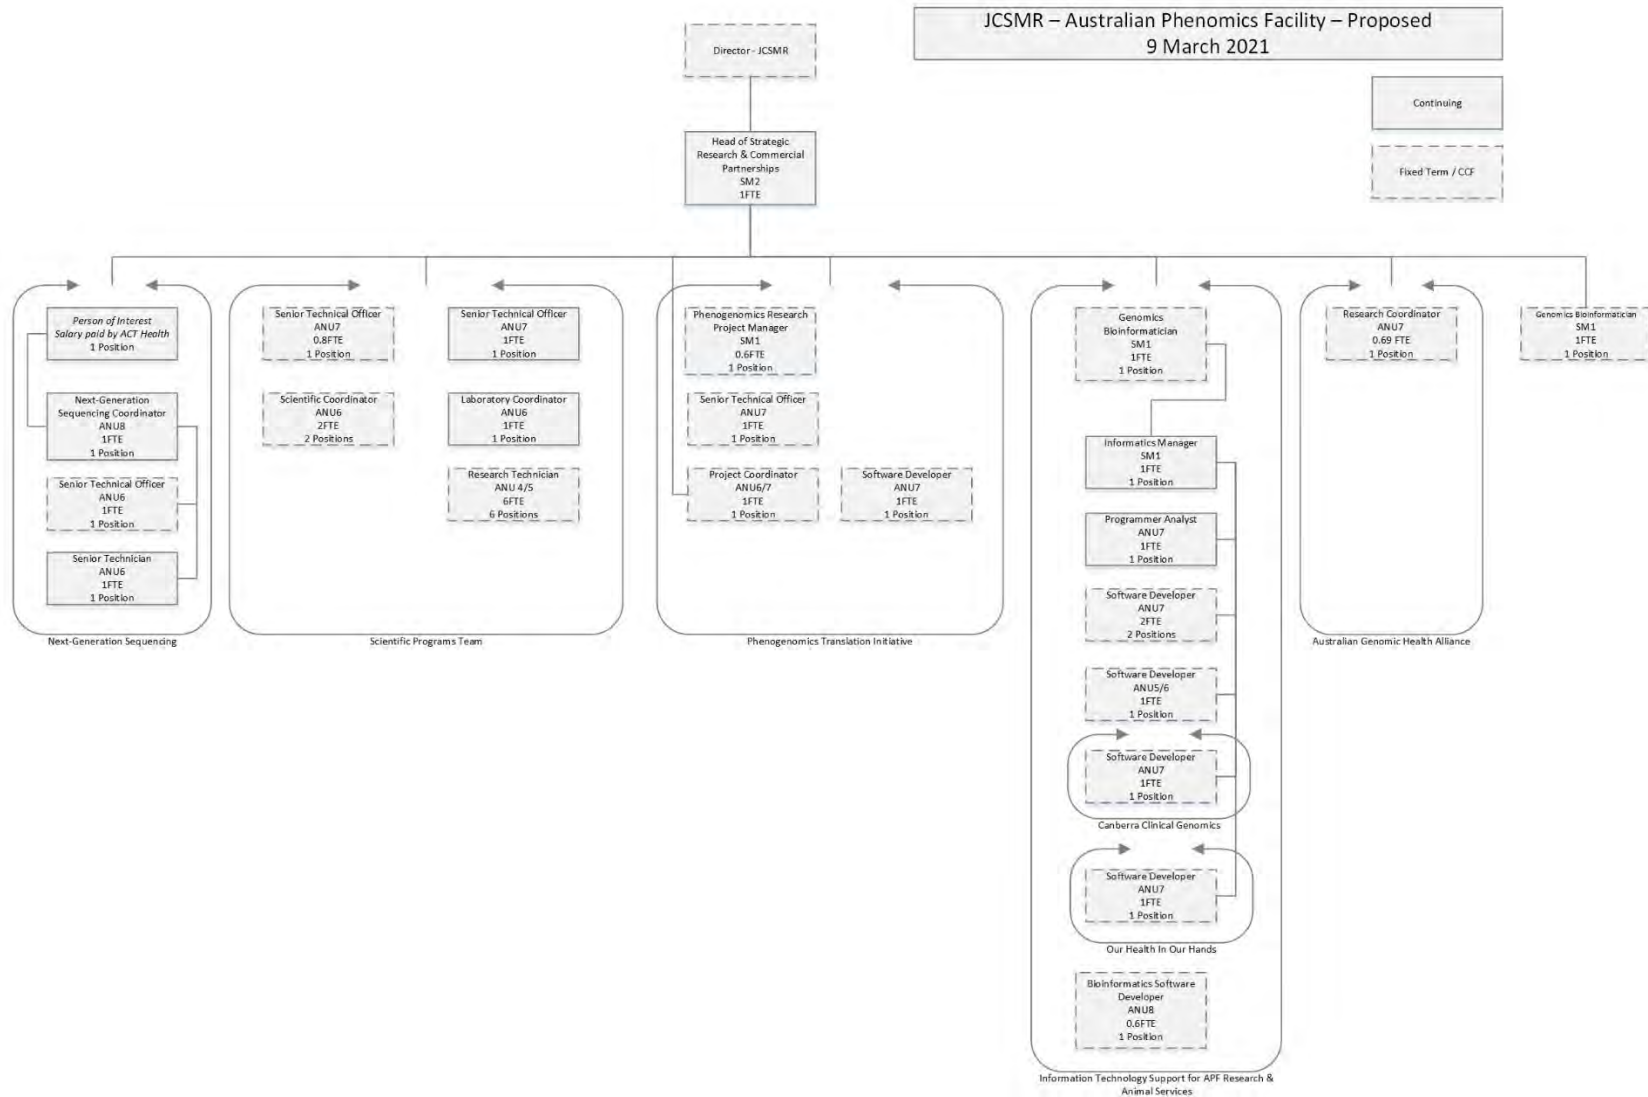 JCSMR – Australian Phenomics Facility – Proposed
9 March 2021
Director - JCSMR
Continuing
Fixed Term / CCF
Head of Strategic
Research & Commercial
Partnerships
SM2
1FTE
Person of Interest
Salary paid by ACT Health
1 Position
Next-Generation
Sequencing Coordinator
ANU8
1FTE
1 Position
Senior Technical Officer
ANU6
1FTE
1 Position
Senior Technician
ANU6
1FTE
1 Position
Next-Generation Sequencing
Senior Technical Officer
ANU7
0.8FTE
1 Position
Scientific Coordinator
ANU6
2FTE
2 Positions
Senior Technical Officer
ANU7
1FTE
1 Position
Laboratory Coordinator
ANU6
1FTE
1 Position
Research Technician
ANU 4/5
6FTE
6 Positions
Scientific Programs Team
Phenogenomics Research
Project Manager
SM1
0.6FTE
1 Position
Senior Technical Officer
ANU7
1FTE
1 Position
Project Coordinator
ANU6/7
1FTE
1 Position
Software Developer
ANU7
1FTE
1 Position
Phenogenomics Translation Initiative
Genomics
Bioinformatician
SM1
1FTE
1 Position
Informatics Manager
SM1
1FTE
1 Position
Programmer Analyst
ANU7
1FTE
1 Position
Software Developer
ANU7
2FTE
2 Positions
Software Developer
ANU5/6
1FTE
1 Position
Software Developer
ANU7
1FTE
1 Position
Canberra Clinical Genomics
Software Developer
ANU7
1FTE
1 Position
Our Health In Our Hands
Bioinformatics Software
Developer
ANU8
0.6FTE
1 Position
Information Technology Support for APF Research &
Animal Services
Research Coordinator
ANU7
0.69 FTE
1 Position
Australian Genomic Health Alliance
Genomics Bioinformatician
SM1
1FTE
1 Position